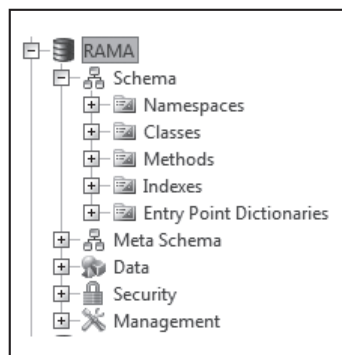 RAMA
Schema
Namespaces
Classes
Methods
Indexes
Entry Point Dictionaries
Meta Schema
Data
Security
Management